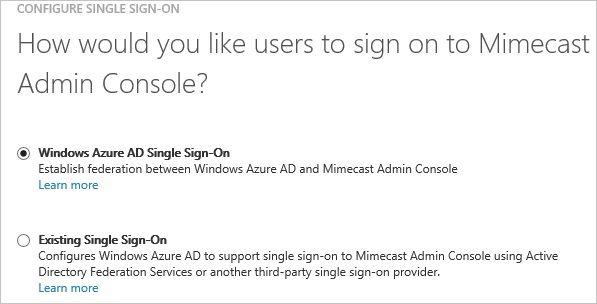 CONFIGURE SINGLE SIGN-ON
How would you like users to sign on to Mimecast
Admin Console?
Windows Azure AD Single Sign-On
Establish federation between Windows Azure AD and Mimecast Admin Console
Learn more
Existing Single Sign-On
Configures Windows Azure AD to support single sign-on to Mimecast Admin Console using Active
Directory Federation Services or another third-party single sign-on provider.
Learn more